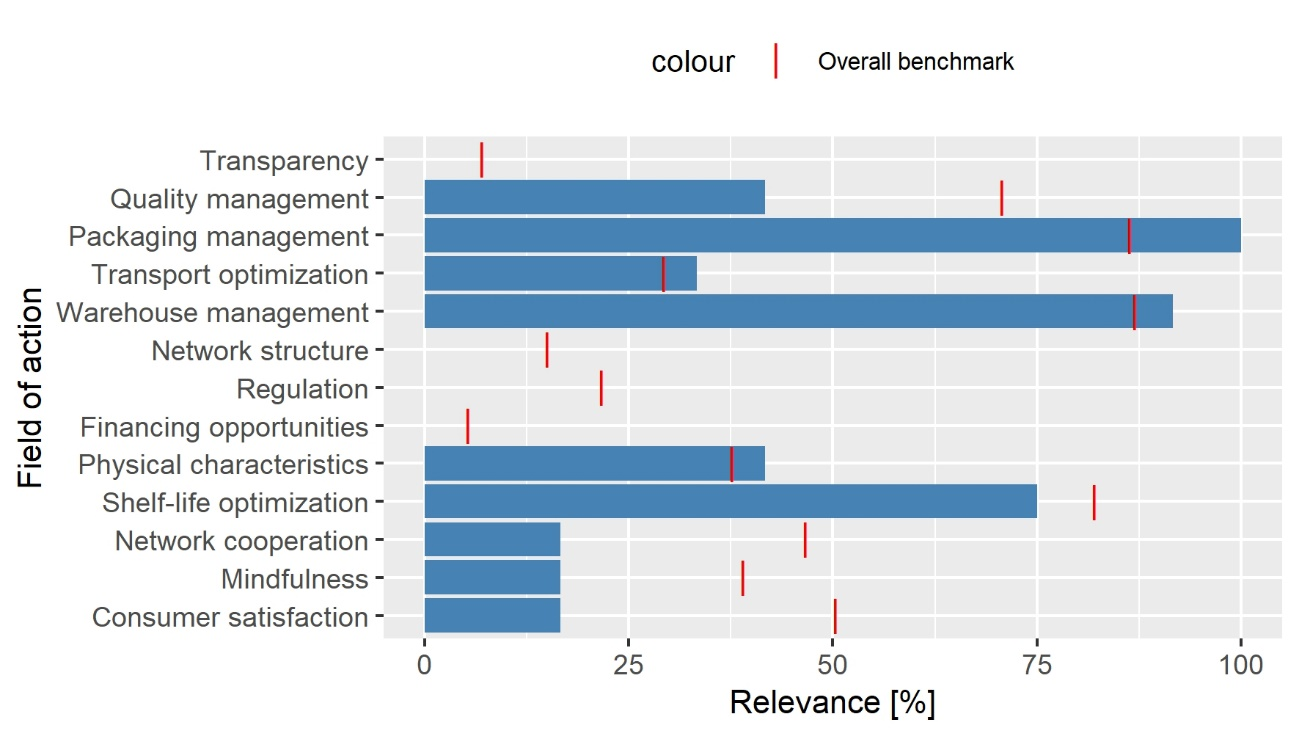 colour Overall benchmark
Transparency
Quality management
Packaging management
Transport optimization
Warehouse management
Network structure
Regulation
Financing opportunities
Physical characteristics
Shelf-life optimization
Network cooperation
Mindfulness
Consumer satisfaction
Field of action
0 25 50 75 100
Relevance [%]